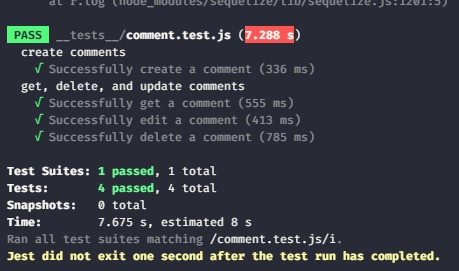 at r.log (node_modules/sequelize/lib/sequelize.js:1201:5)
PASS __tests__/comment.test.js (7.288 s)
create comments
√ Successfully create a comment (336 ms)
get, delete, and update comments
√ Successfully get a comment (555 ms)
√ Successfully edit a comment (413 ms)
√ Successfully delete a comment (785 ms)
Test Suites: 1 passed, 1 total
Tests: 4 passed, 4 total
Snapshots: 0 total
Time: 7.675 s, estimated 8 s
Ran all test suites matching /comment.test.js/i.
Jest did not exit one second after the test run has completed.